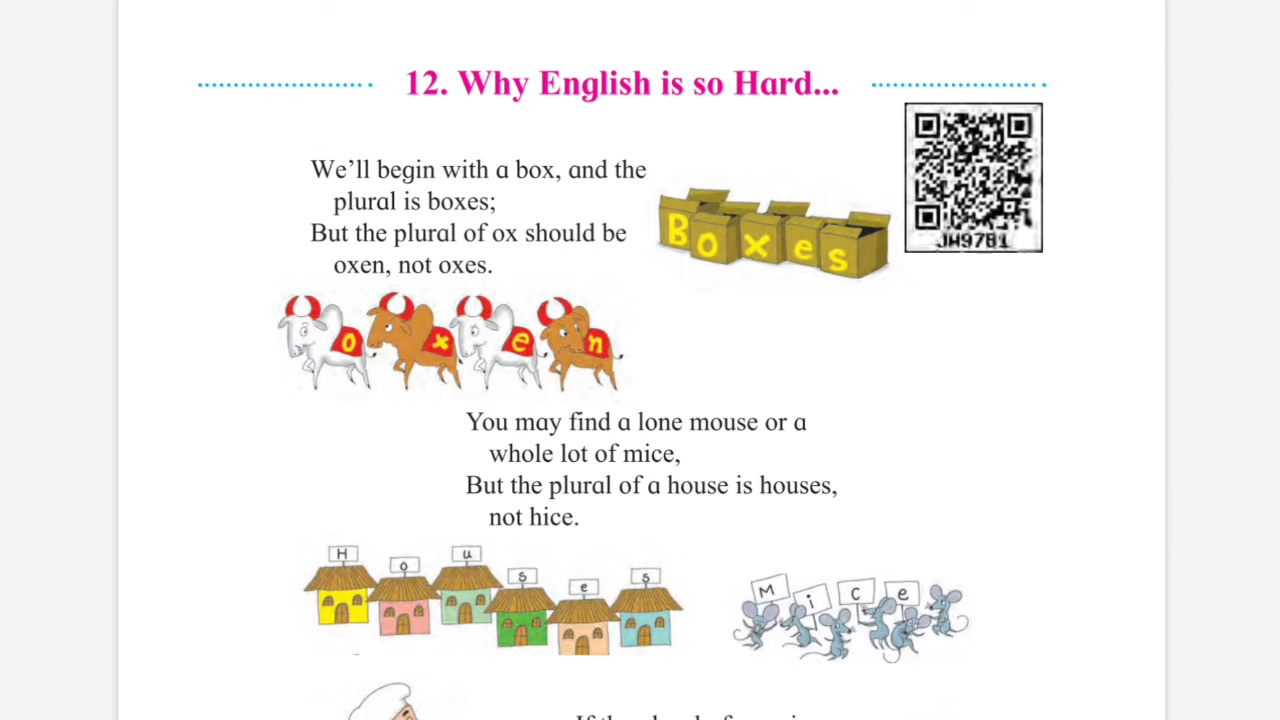 12. Why English is so Hard...
We'll begin with a box, and the
plural is boxes;
But the plural of ox should be
oxen, not oxes.
Boxes
JW9781
oxen
You may find a lone mouse or a
whole lot of mice,
But the plural of a house is houses,
not hice.
Houses
Mice